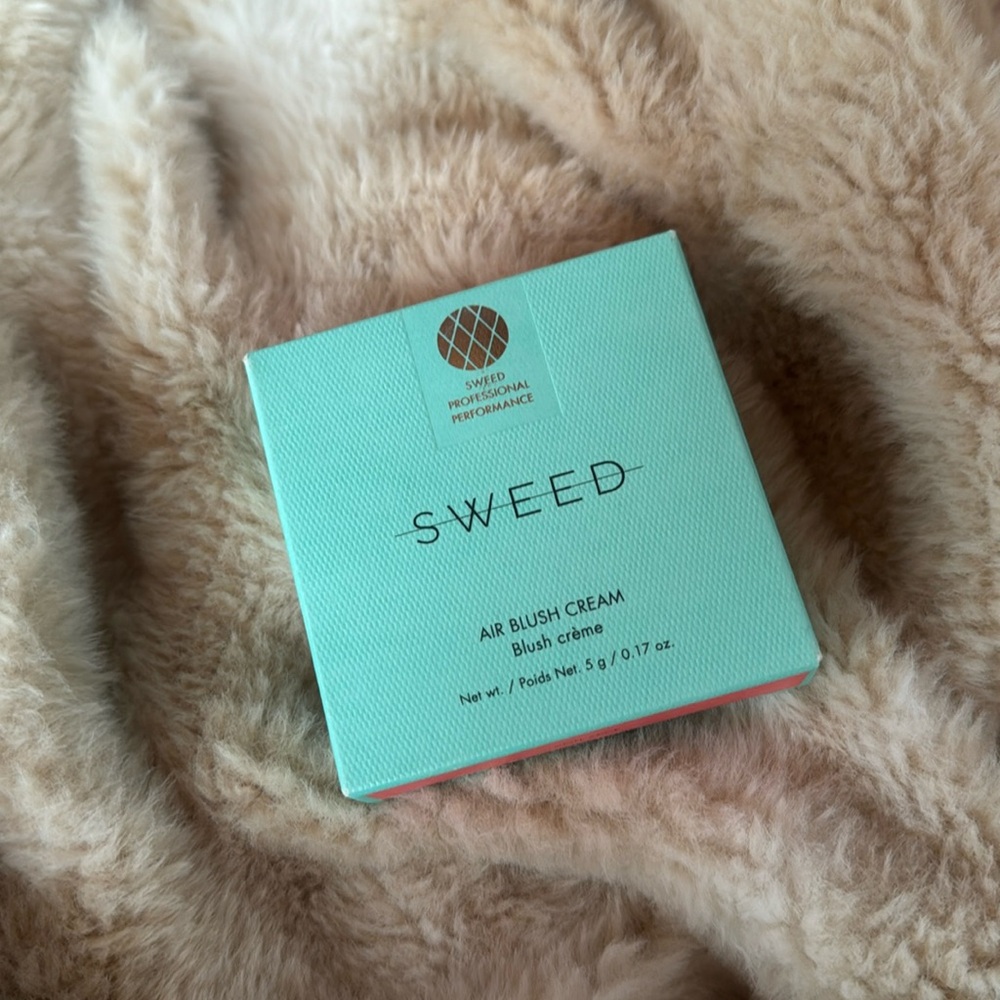 SWEED
PROFESSIONAL
PERFORMANCE
SWEED
AIR BLUSH CREAM
Blush crème
Net wt. / Poids Net. 5 g / 0.17 oz.